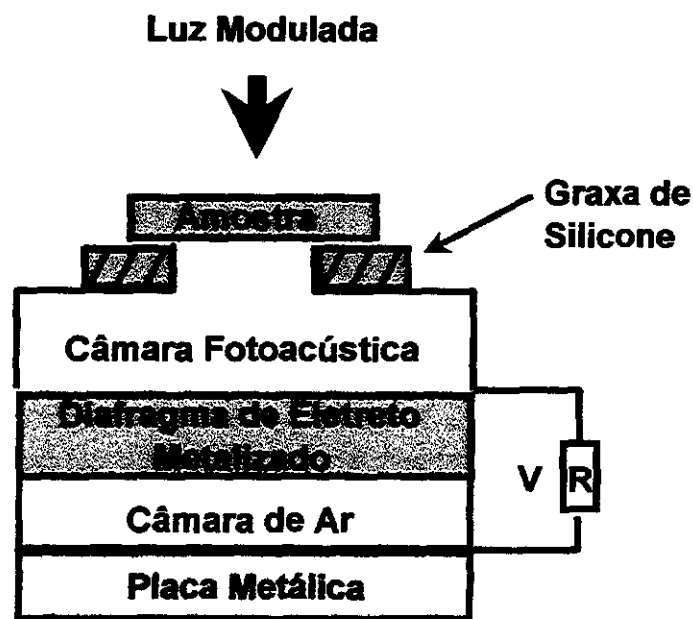 Luz Modulada
Amostra
Graxa de
Silicone
Câmara Fotoacústica
Diafragma de Eletreto
Metalizado
V
R
Câmara de Ar
Placa Metálica